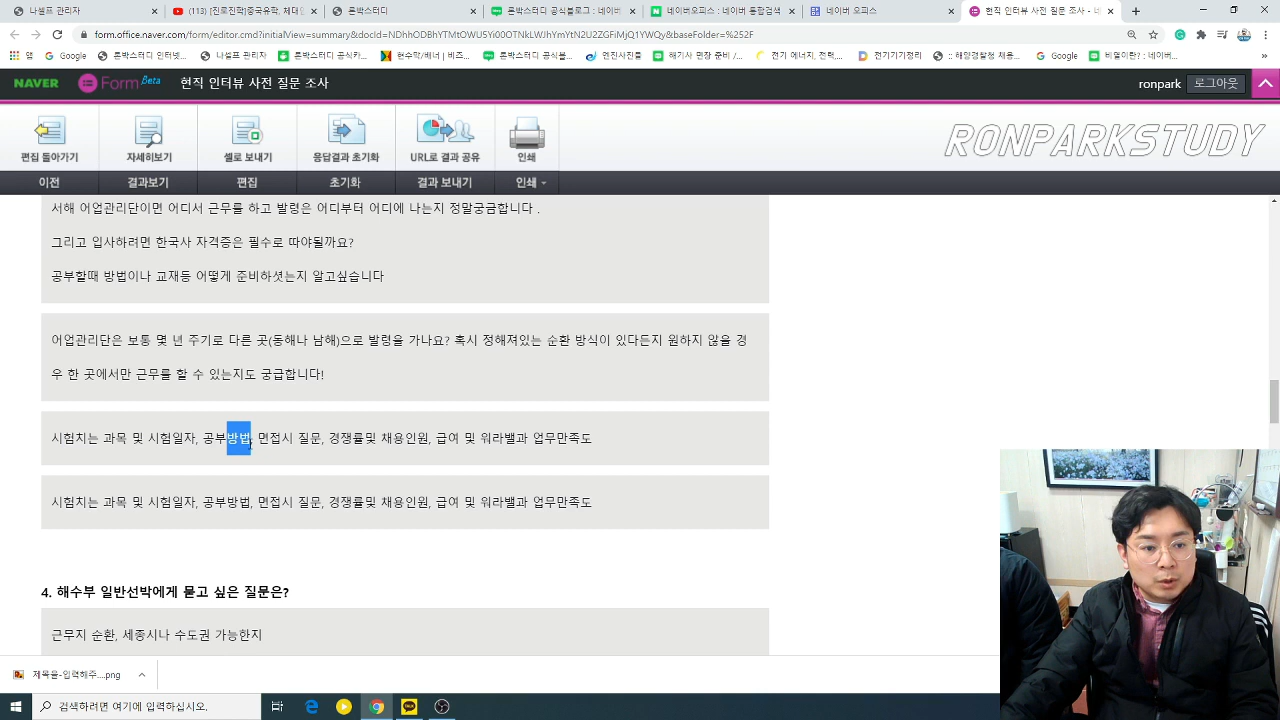 나셀프 관리자
(113) [진로진학]중국유학, 체대 입
론박스터디
론박스터디 공식블로그 : 네이버
네이버오피스 : 네이버 통합검색
네이버 오피스
현직 인터뷰 사전 질문 조사 - 네
form.office.naver.com/form/editor.cmd?initialView=summary&docId=NDhhODBhYTMtOWU5Yi00OTNkLWJhYmYtN2U2ZGFiMjQ1YWQy&baseFolder=%252F
앱
Google
론박스터디 인터넷...
나셀프 관리자
론박스터디 공식카...
현수막/배너 | 비즈...
론박스터디 공식블...
엔진사진들
해기사 면장 준비 /...
전기 에너지, 전력,...
전기기기정리
:: 해양경찰청 채용...
Google
비열이란? : 네이버...
»
NAVER
Form Beta
현직 인터뷰 사전 질문 조사
ronpark
로그아웃
편집 돌아가기
자세히보기
셀로 보내기
응답결과 초기화
URL로 결과 공유
인쇄
RONPARKSTUDY
이전
결과보기
편집
초기화
결과 보내기
인쇄
서해 어업관리단이면 어디서 근무를 하고 발령은 어디부터 어디에 나는지 정말궁금합니다 .
그리고 입사하려면 한국사 자격증은 필수로 따야될까요?
공부할때 방법이나 교재등 어떻게 준비하셧는지 알고싶습니다
어업관리단은 보통 몇 년 주기로 다른 곳(동해나 남해)으로 발령을 가나요? 혹시 정해져있는 순환 방식이 있다든지 원하지 않을 경
우 한 곳에서만 근무를 할 수 있는지도 궁급합니다!
시험치는 과목 및 시험일자, 공부방법, 면접시 질문, 경쟁률및 채용인원, 급여 및 워라밸과 업무만족도
시험치는 과목 및 시험일자, 공부방법, 면접시 질문, 경쟁률및 채용인원, 급여 및 워라밸과 업무만족도
4. 해수부 일반선박에게 묻고 싶은 질문은?
근무지 순환, 세종시나 수도권 가능한지
제목을-입력해주....png
검색하려면 여기에 입력하십시오.